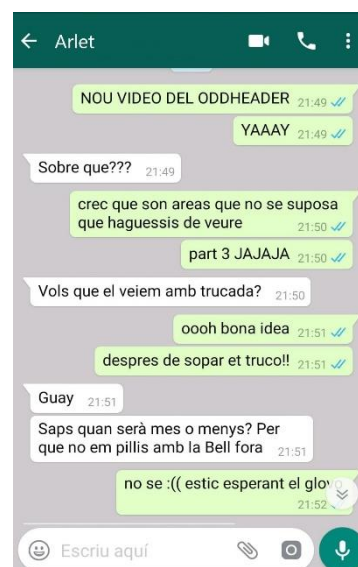 Arlet
NOU VIDEO DEL ODDHEADER 21:49
YAAAY 21:49
Sobre que??? 21:49
crec que son areas que no se suposa
que haguessis de veure 21:50
part 3 JAJAJA 21:50
Vols que el veiem amb trucada? 21:50
oooh bona idea 21:51
despres de sopar et truco!! 21:51
Guay 21:51
Saps quan serà mes o menys? Per
que no em pillis amb la Bell fora 21:51
no se :(( estic esperant el glovo
21:52
Escriu aquí